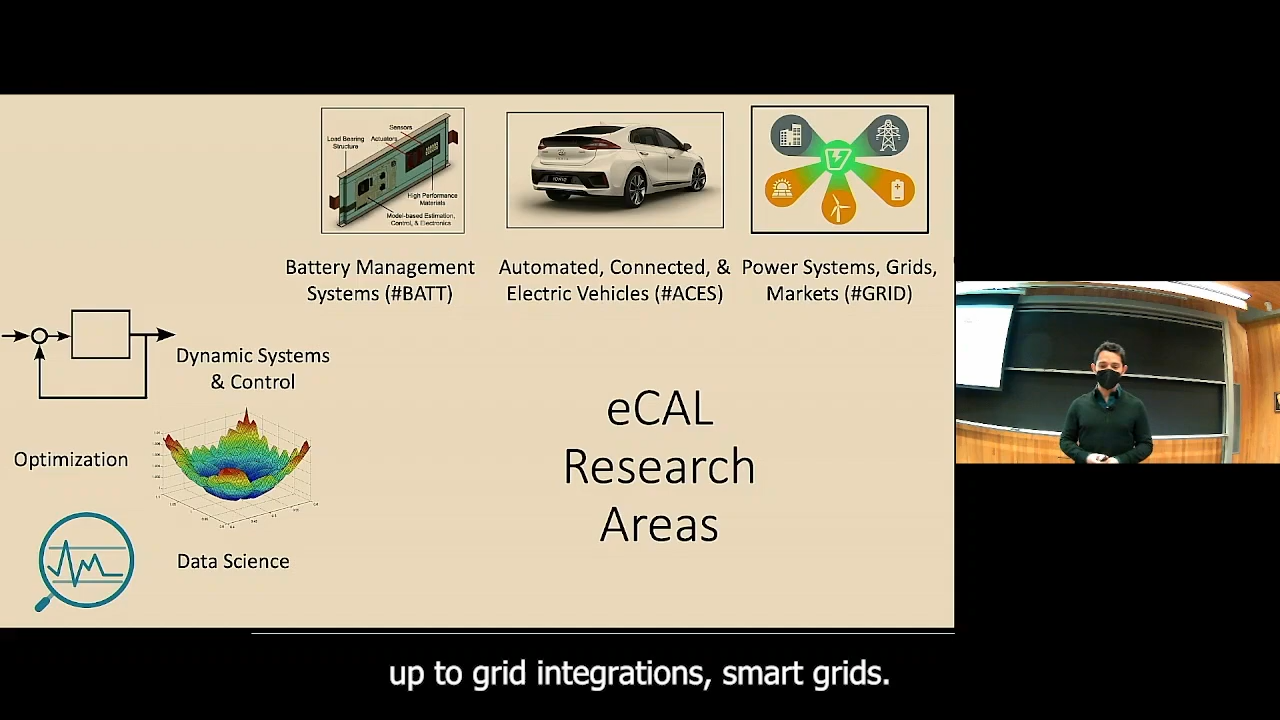 Sensors
Load Bearing
Structure
Actuators
High Performance
Materials
Model-based Estimation,
Control, & Electronics
IONIQ
Battery Management
Systems (#BATT)
Automated, Connected, &
Electric Vehicles (#ACES)
Power Systems, Grids,
Markets (#GRID)
Dynamic Systems
& Control
Optimization
Data Science
eCAL
Research
Areas
up to grid integrations, smart grids.